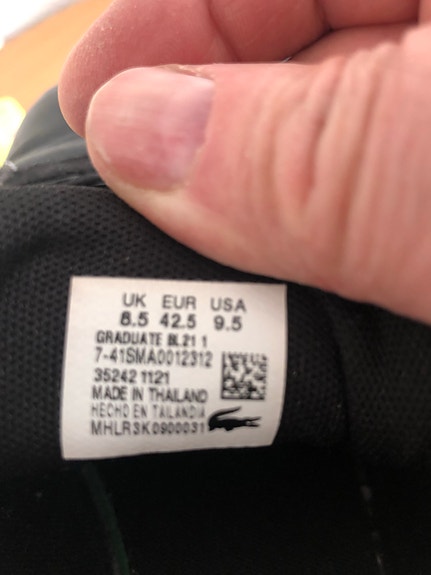 UK EUR USA
8.5 42.5 9.5
GRADUATE BL21 1
7-41SMA0012312
35242 1121
MADE IN THAILAND
HECHO EN TAILANDIA
MHLR3K0900031